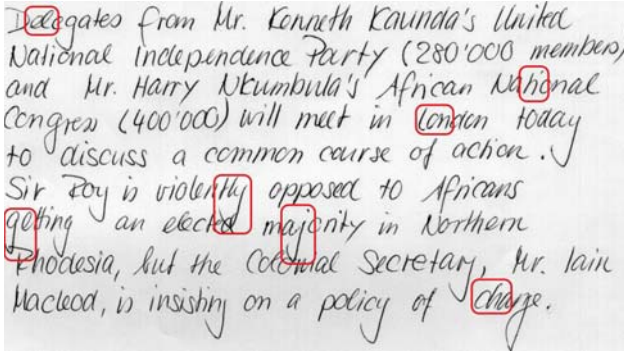 Delegates from Mr. Kenneth Kaunda's United
National Independence Party (280'000 members)
and Mr. Harry Nkumbula's African National
Congress (400'000) will meet in London today
to discuss a common course of action.
Sir Roy is violently opposed to Africans
getting an elected majority in Northern
Rhodesia, but the Colonial Secretary, Mr. Iain
Macleod, is insisting on a policy of change.